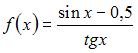 f(x) = (sin x − 0,5) / tgx